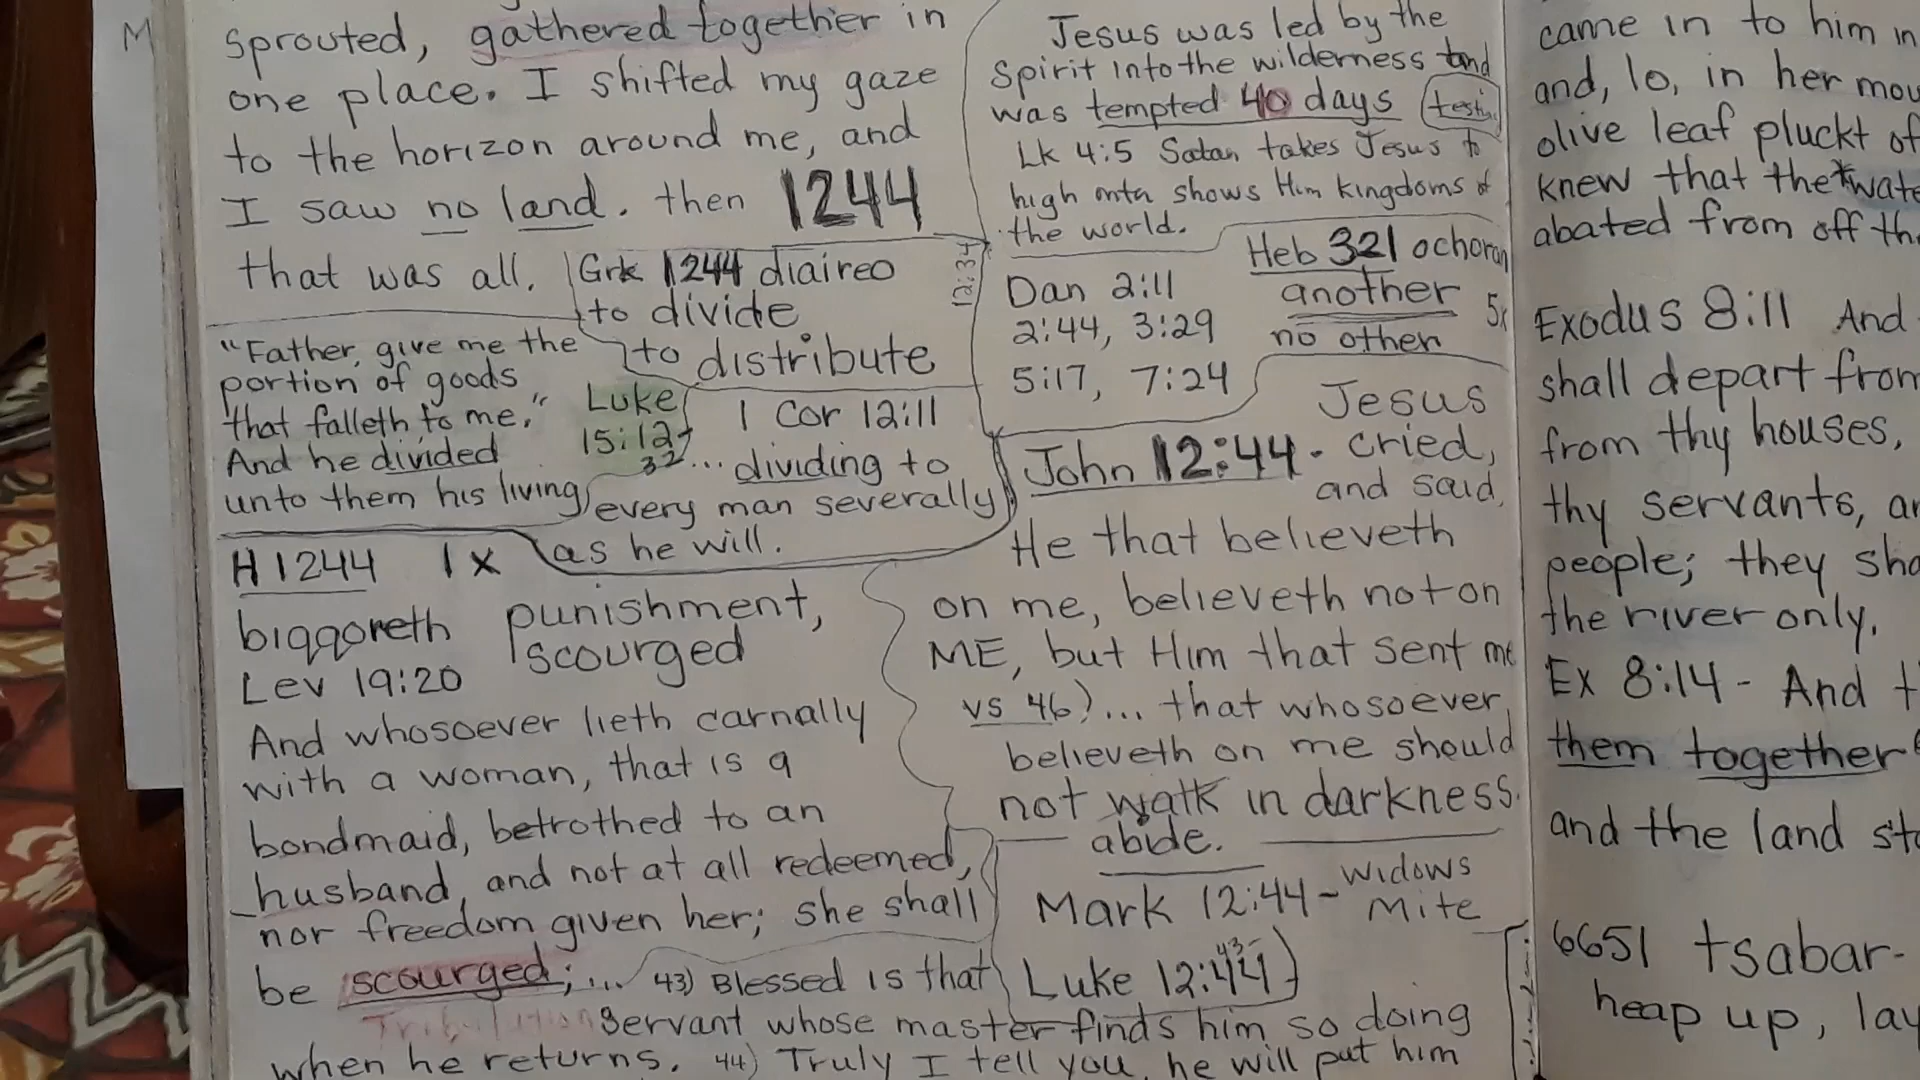 M
sprouted, gathered together in
one place. I shifted my gaze
to the horizon around me, and
I saw no land. then 1244
that was all.
Grk 1244 diaireo
to divide
to distribute
12:34
"Father, give me the
portion of goods
that falleth to me."
And he divided
unto them his living
Luke
15:12-
32
1 Cor 12:11
... dividing to
every man severally
as he will.
H1244 1x
biqqoreth punishment,
scourged
Lev 19:20
And whosoever lieth carnally
with a woman, that is a
bondmaid, betrothed to an
husband, and not at all redeemed,
nor freedom given her; she shall
be scourged; ...
Tribulation
Jesus was led by the
Spirit into the wilderness and
was tempted 40 days
Lk 4:5 Satan takes Jesus to
high mtn shows Him kingdoms of
the world.
Heb 321 ochoran
another
no other
5x
Dan 2:11
2:44, 3:29
5:17, 7:24
John 12:44 - Jesus
cried,
and said,
He that believeth
on me, believeth not on
ME, but Him that sent me
vs 46) ... that whosoever
believeth on me should
not walk in darkness.
abide.
Mark 12:44 - Widows
Mite
Luke 12:43-44)
43) Blessed is that
servant whose master finds him so doing
when he returns. 44) Truly I tell you, he will put him
came in to him in
and, lo, in her mou
olive leaf pluckt of
knew that the wate
abated from off th
Exodus 8:11 And
shall depart from
from thy houses,
thy servants, an
people; they sha
the river only.
Ex 8:14 - And t
them together
and the land st
6651 tsabar-
heap up, lay